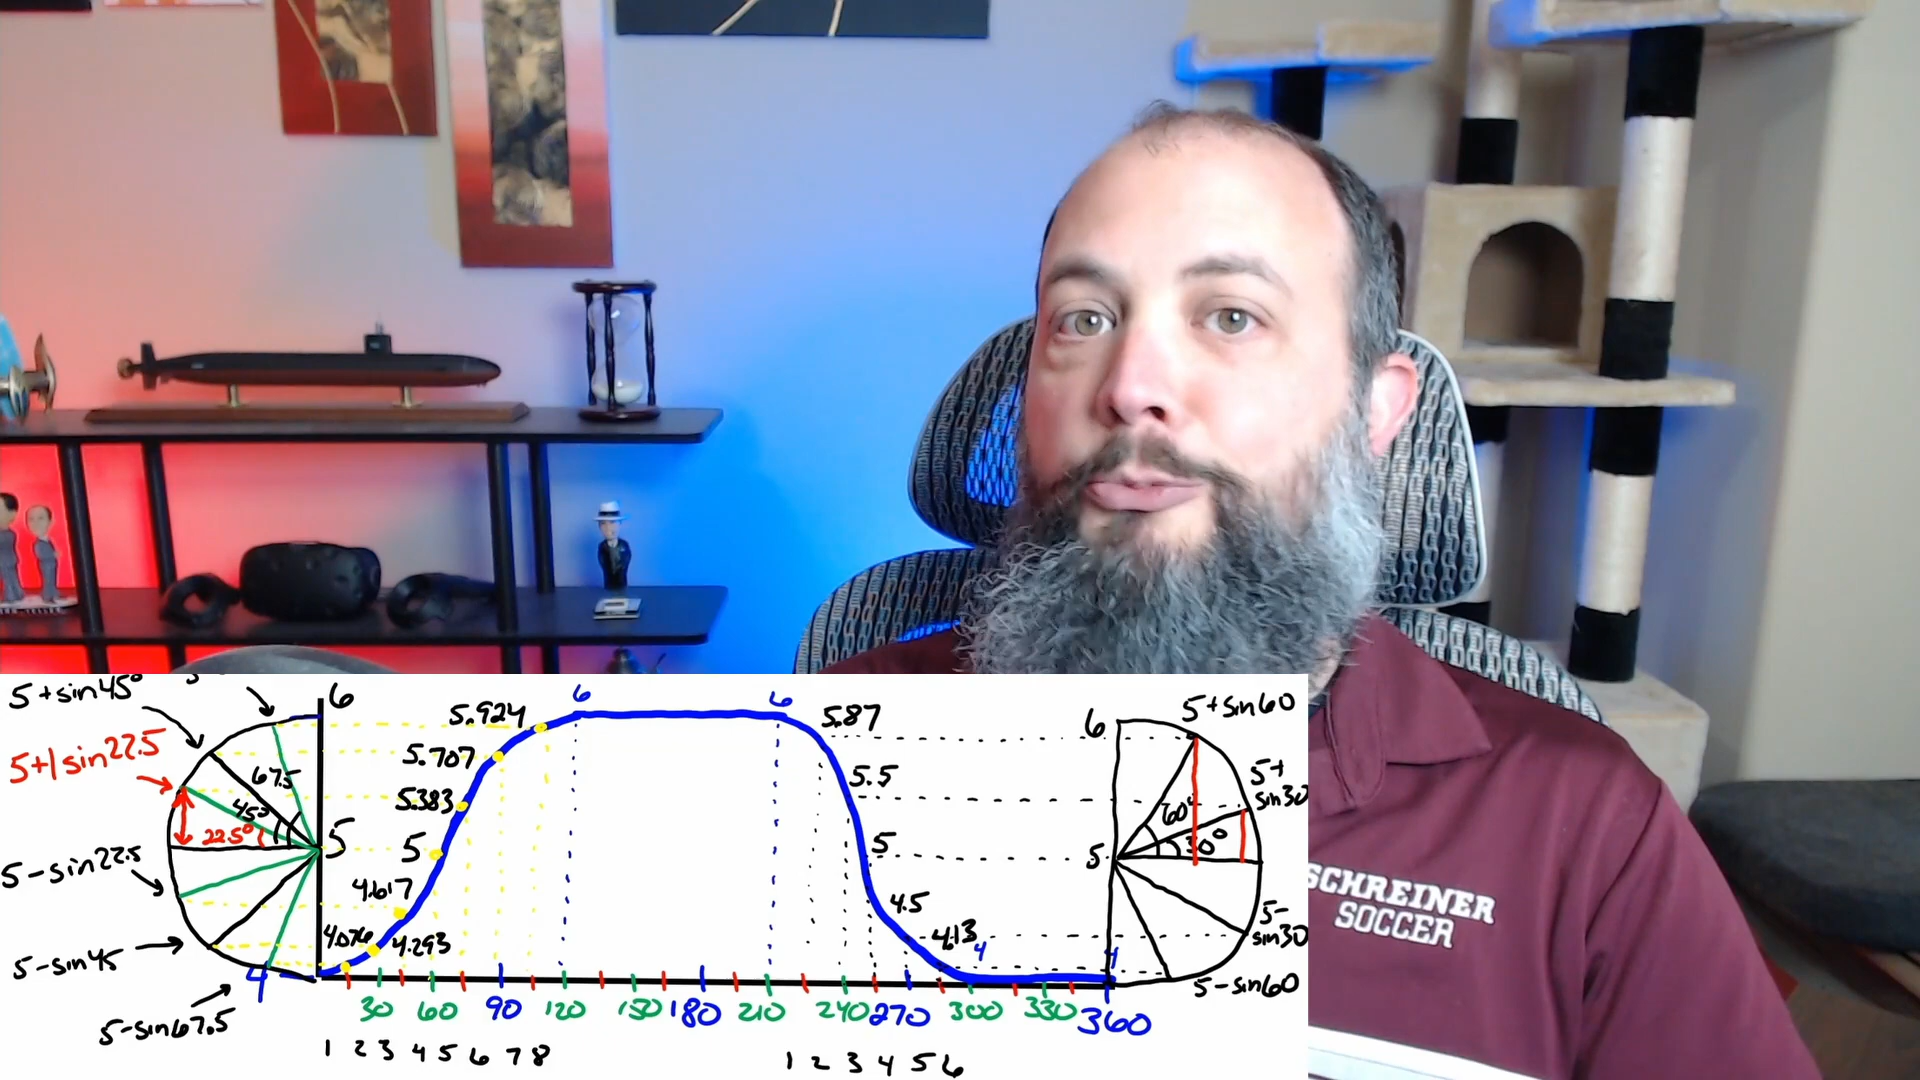 5+sin45°
5+1sin22.5
5-sin22.5
5-sin45
5-sin67.5
67.5
45°
22.5°
6
5
4
5.924
5.707
5.383
5
4.617
4.293
4.076
6
6
5.87
5.5
5
4.5
4.13
4
4
6
5
60°
30°
5+sin60
5+
sin30
5-
sin30
5-sin60
30 60 90 120 150 180 210 240 270 300 330 360
1 2 3 4 5 6 7 8
1 2 3 4 5 6
SCHREINER
SOCCER